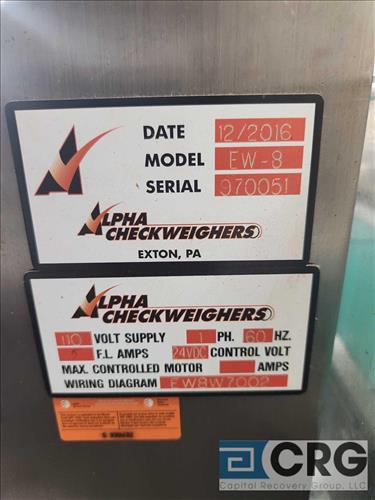 DATE 12/2016
MODEL EW-8
SERIAL 970051
ALPHA
CHECKWEIGHERS®
EXTON, PA
ALPHA
CHECKWEIGHERS®
110 VOLT SUPPLY 1 PH. 60 HZ.
F.L. AMPS 24VDC CONTROL VOLT
MAX. CONTROLLED MOTOR AMPS
WIRING DIAGRAM EW8W7002
CRG
Capital Recovery Group, LLC